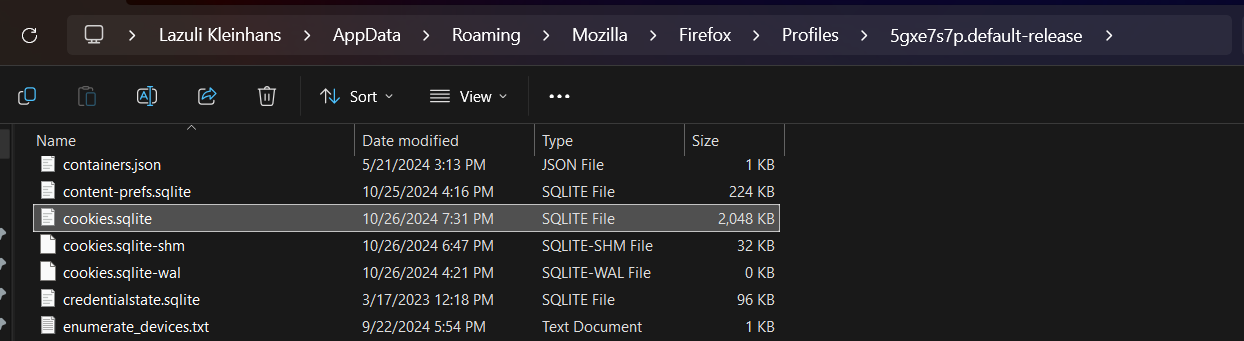 Lazuli Kleinhans > AppData > Roaming > Mozilla > Firefox > Profiles > 5gxe7s7p.default-release >
Sort View ...
Name Date modified Type Size
containers.json 5/21/2024 3:13 PM JSON File 1 KB
content-prefs.sqlite 10/25/2024 4:16 PM SQLITE File 224 KB
cookies.sqlite 10/26/2024 7:31 PM SQLITE File 2,048 KB
cookies.sqlite-shm 10/26/2024 6:47 PM SQLITE-SHM File 32 KB
cookies.sqlite-wal 10/26/2024 4:21 PM SQLITE-WAL File 0 KB
credentialstate.sqlite 3/17/2023 12:18 PM SQLITE File 96 KB
enumerate_devices.txt 9/22/2024 5:54 PM Text Document 1 KB